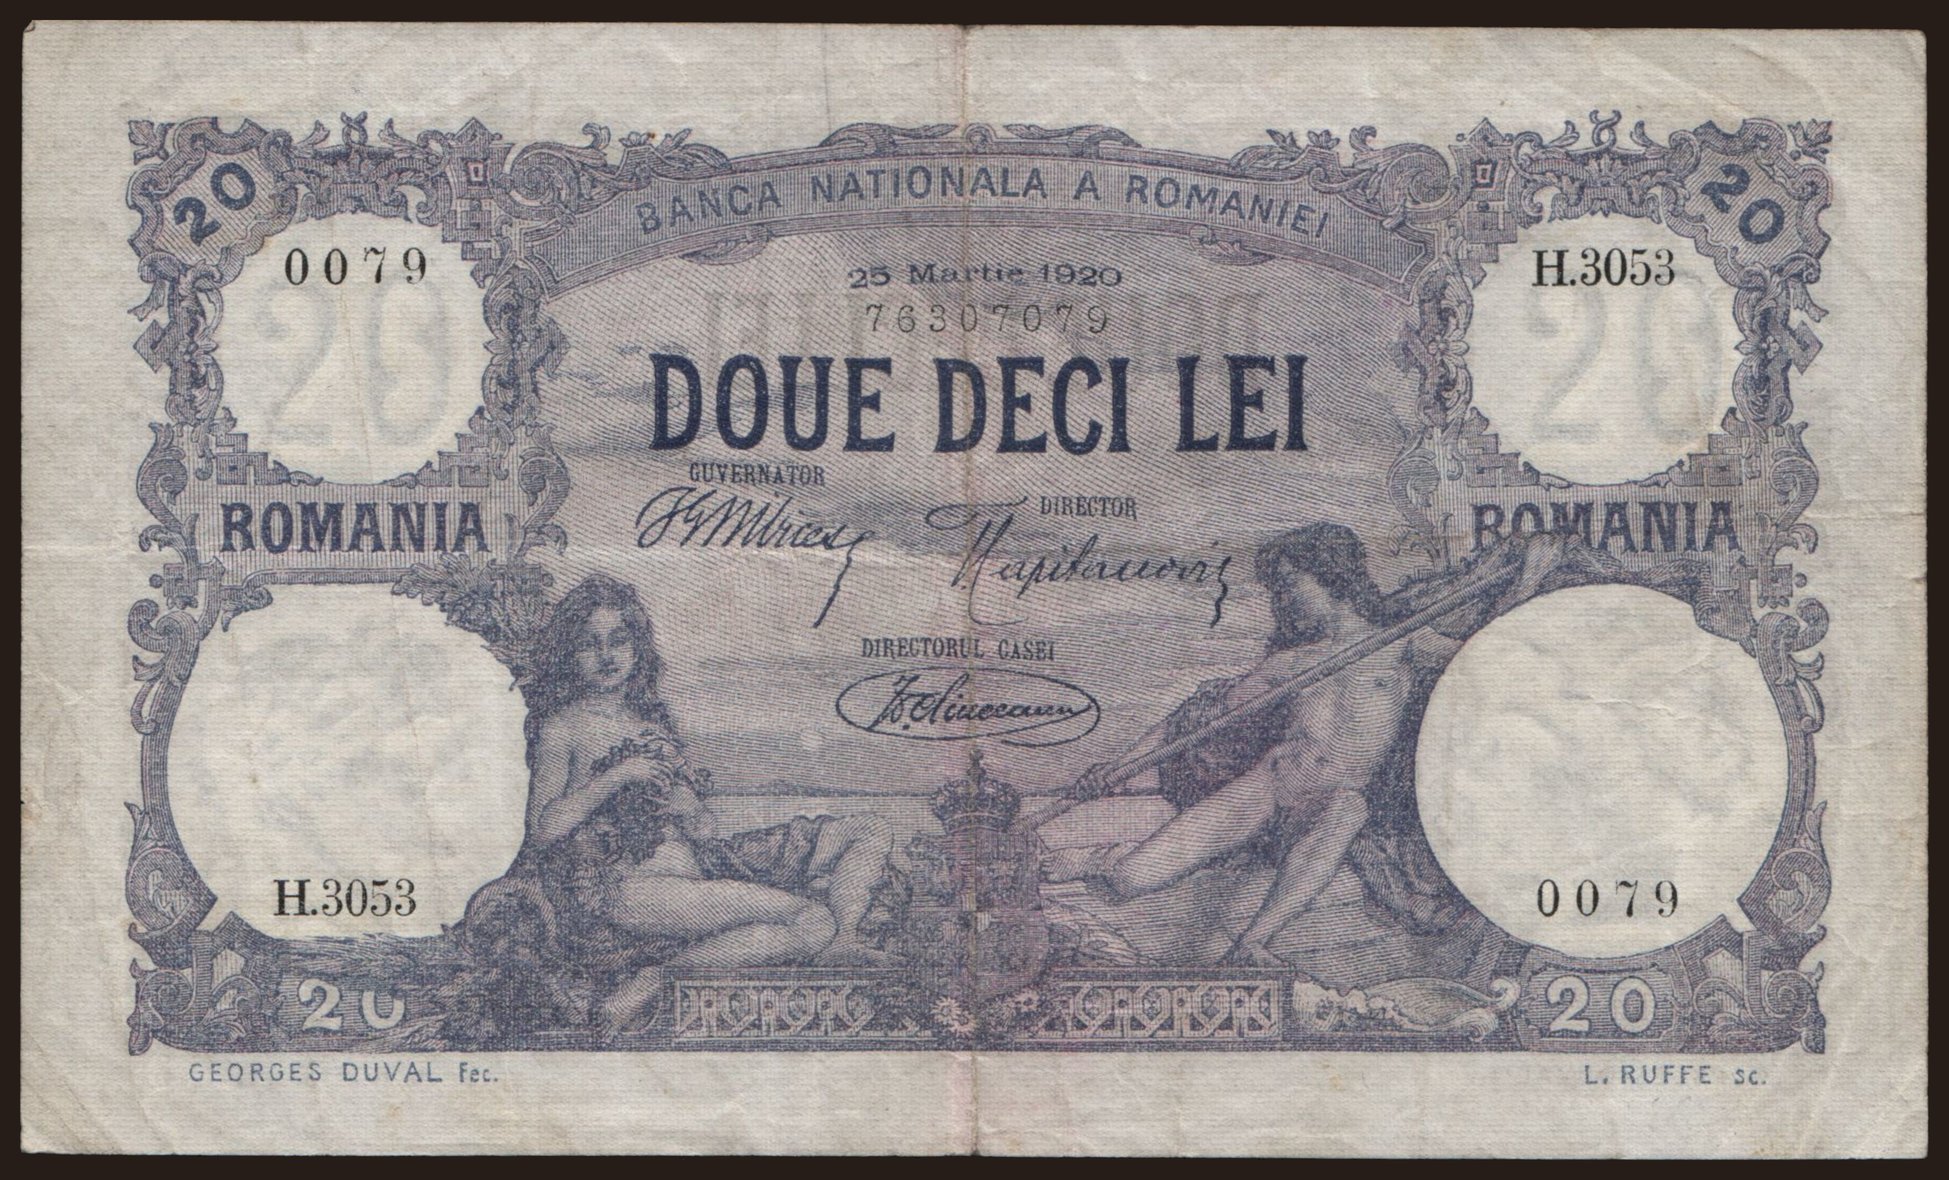 20
20
BANCA NATIONALA A ROMANIEI
0079
H.3053
25 Martie 1920
76307079
DOUE DECI LEI
GUVERNATOR
DIRECTOR
ROMANIA
ROMANIA
DIRECTORUL CASEI
H.3053
0079
20
20
GEORGES DUVAL Fec.
L. RUFFE Sc.